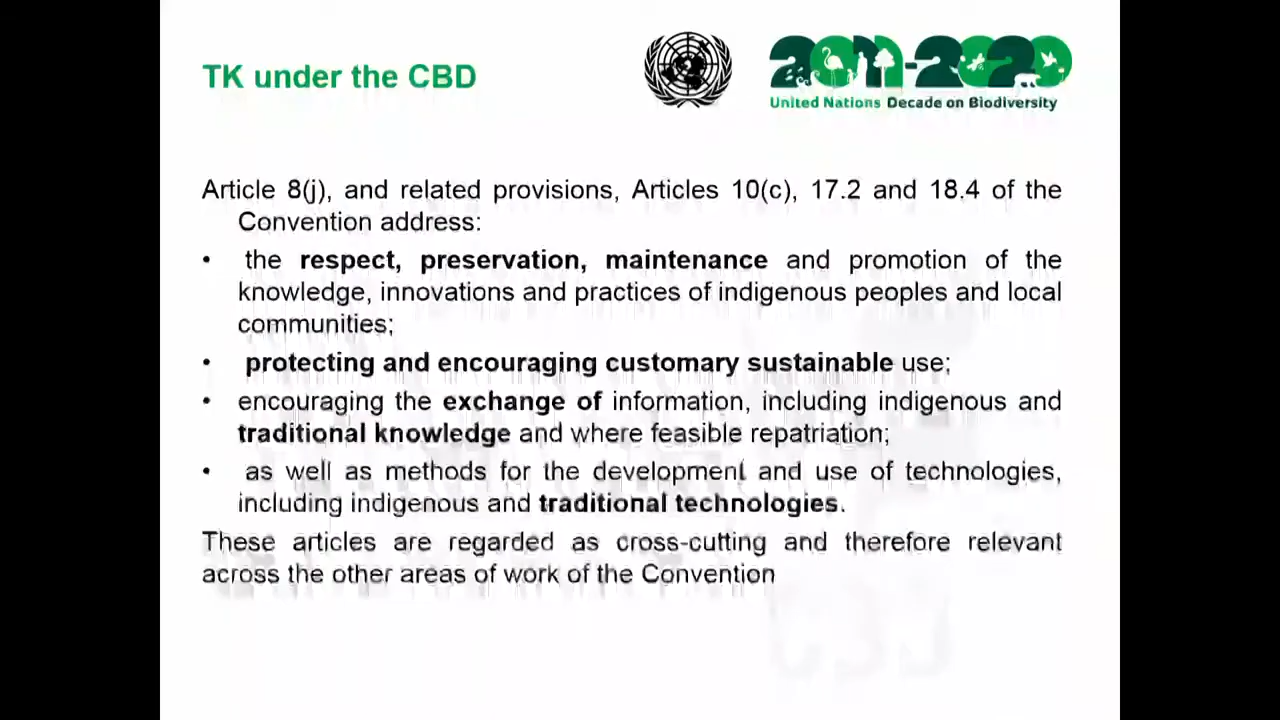 TK under the CBD
2011-2020
United Nations Decade on Biodiversity
Article 8(j), and related provisions, Articles 10(c), 17.2 and 18.4 of the
Convention address:
• the respect, preservation, maintenance and promotion of the
knowledge, innovations and practices of indigenous peoples and local
communities;
• protecting and encouraging customary sustainable use;
• encouraging the exchange of information, including indigenous and
traditional knowledge and where feasible repatriation;
• as well as methods for the development and use of technologies,
including indigenous and traditional technologies.
These articles are regarded as cross-cutting and therefore relevant
across the other areas of work of the Convention